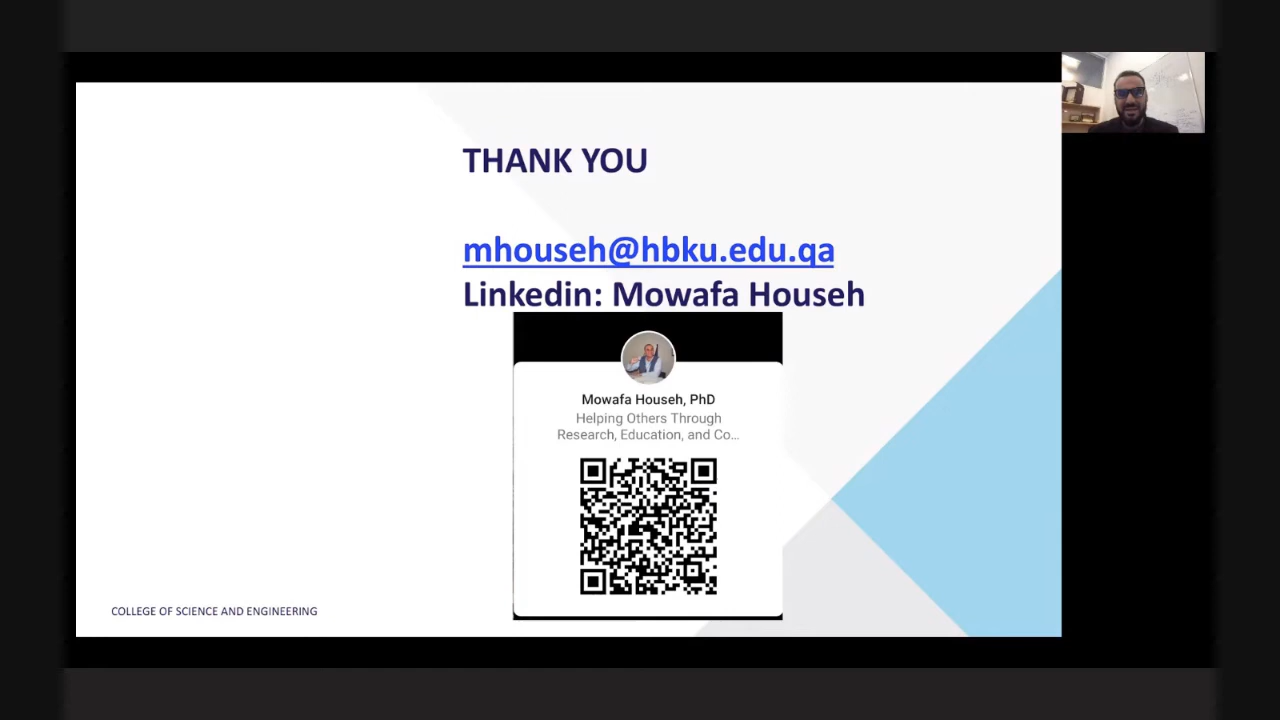 THANK YOU
mhouseh@hbku.edu.qa
Linkedin: Mowafa Househ
Mowafa Househ, PhD
Helping Others Through
Research, Education, and Co...
COLLEGE OF SCIENCE AND ENGINEERING